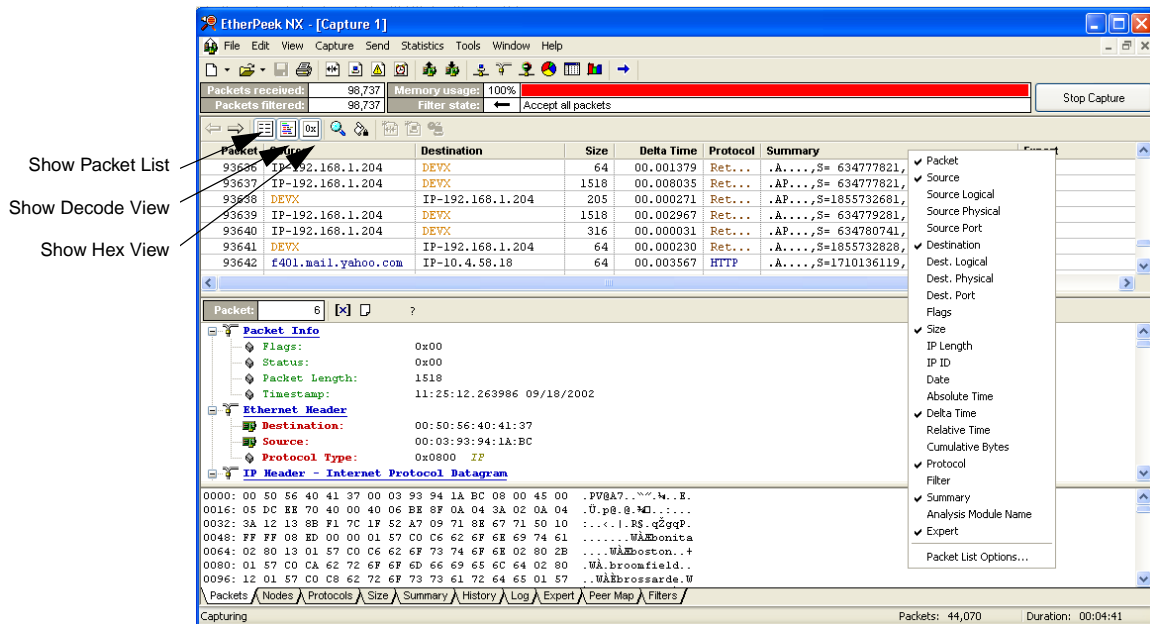 EtherPeek NX - [Capture 1]
File Edit View Capture Send Statistics Tools Window Help
Packets received: 98,737 Memory usage: 100%
Packets filtered: 98,737 Filter state: Accept all packets
Stop Capture
Show Packet List
Show Decode View
Show Hex View
Packet Source Destination Size Delta Time Protocol Summary Expert
93636 IP-192.168.1.204 DEVX 64 00.001379 Ret... .A....,S= 634777821,
93637 IP-192.168.1.204 DEVX 1518 00.008035 Ret... .AP...,S= 634777821,
93638 DEVX IP-192.168.1.204 205 00.000271 Ret... .AP...,S=1855732681,
93639 IP-192.168.1.204 DEVX 1518 00.002967 Ret... .A....,S= 634779281,
93640 IP-192.168.1.204 DEVX 316 00.000031 Ret... .AP...,S= 634780741,
93641 DEVX IP-192.168.1.204 64 00.000230 Ret... .A....,S=1855732828,
93642 f401.mail.yahoo.com IP-10.4.58.18 64 00.003567 HTTP .A....,S=1710136119,
Packet
Source
Source Logical
Source Physical
Source Port
Destination
Dest. Logical
Dest. Physical
Dest. Port
Flags
Size
IP Length
IP ID
Date
Absolute Time
Delta Time
Relative Time
Cumulative Bytes
Protocol
Filter
Summary
Analysis Module Name
Expert
Packet List Options...
Packet: 6 ?
Packet Info
Flags: 0x00
Status: 0x00
Packet Length: 1518
Timestamp: 11:25:12.263986 09/18/2002
Ethernet Header
Destination: 00:50:56:40:41:37
Source: 00:03:93:94:1A:BC
Protocol Type: 0x0800 IP
IP Header - Internet Protocol Datagram
0000: 00 50 56 40 41 37 00 03 93 94 1A BC 08 00 45 00 .PV@A7..“”.¼..E.
0016: 05 DC EE 70 40 00 40 06 BE 8F 0A 04 3A 02 0A 04
0032: 3A 12 13 8B F1 7C 1F 52 A7 09 71 8E 67 71 50 10
0048: FF FF 08 ED 00 00 01 57 C0 C6 62 6F 6E 69 74 61 .......WÀÆbonita
0064: 02 80 13 01 57 C0 C6 62 6F 73 74 6F 6E 02 80 2B ....WÀÆboston..+
0080: 01 57 C0 CA 62 72 6F 6F 6D 66 69 65 6C 64 02 80
0096: 12 01 57 C0 C8 62 72 6F 73 73 61 72 64 65 01 57 ..WÀÈbrossarde.W
Packets Nodes Protocols Size Summary History Log Expert Peer Map Filters
Capturing Packets: 44,070 Duration: 00:04:41